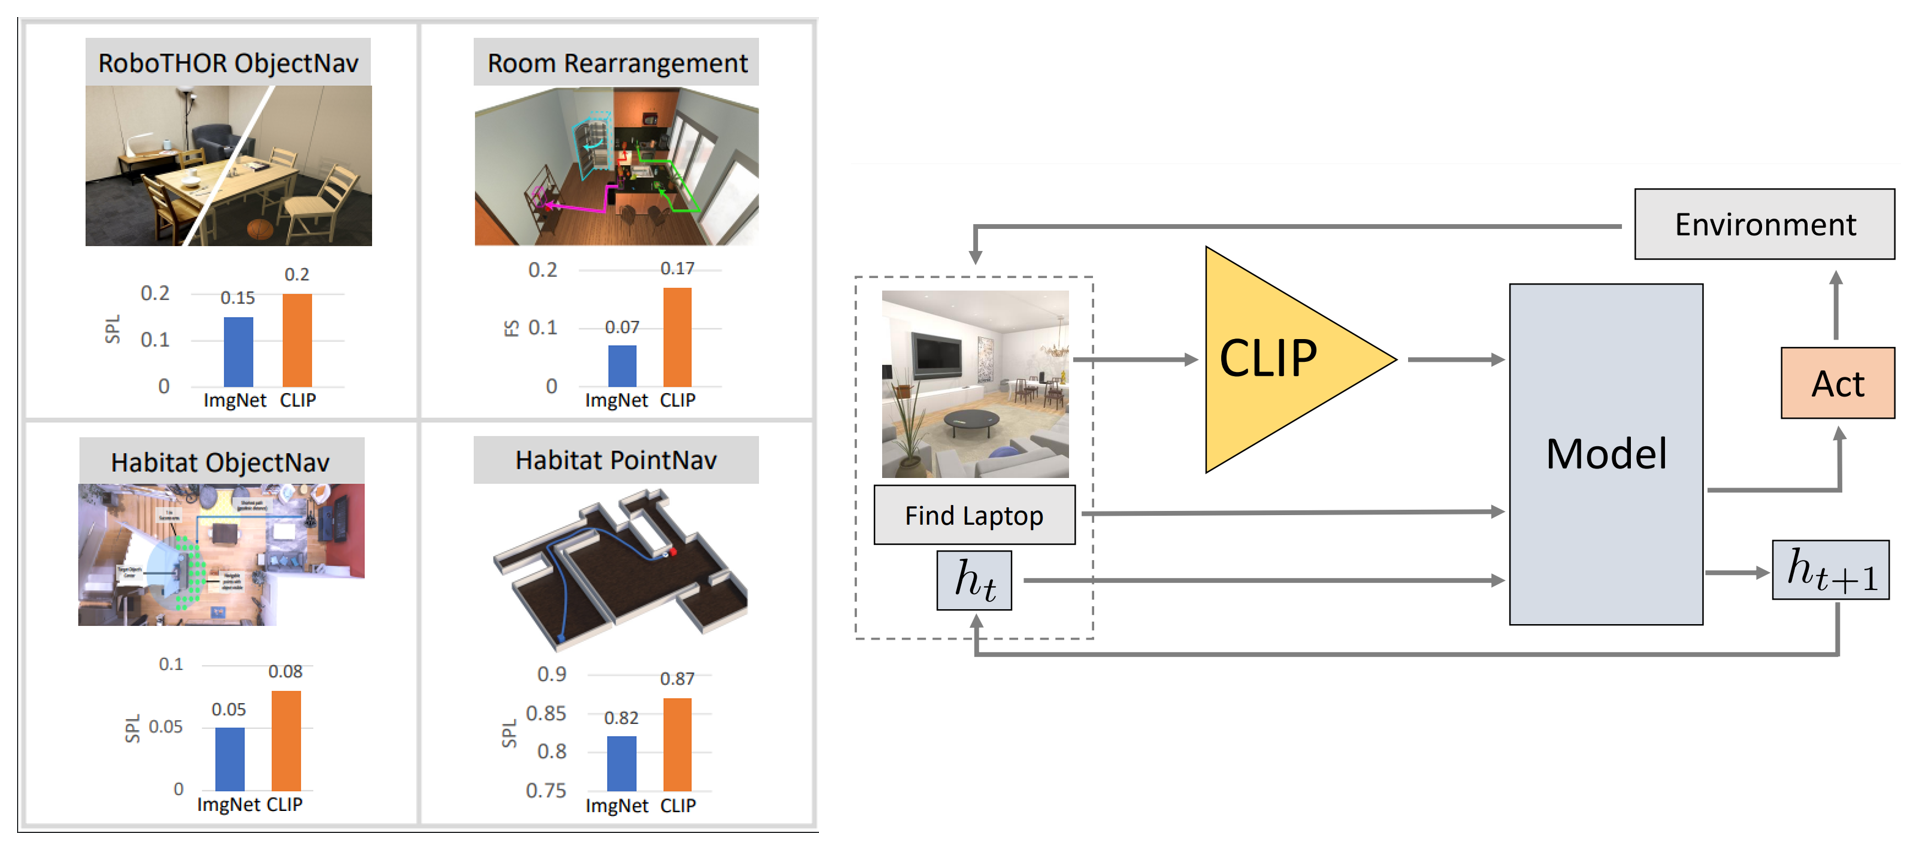 RoboTHOR ObjectNav
0.2
0.15
0.2
SPL
0.1
0
ImgNet CLIP
Room Rearrangement
0.2
0.17
0.07
FS
0.1
0
ImgNet CLIP
Habitat ObjectNav
0.1
0.08
0.05
SPL
0.05
0
ImgNet CLIP
Habitat PointNav
0.9
0.87
0.85
0.82
SPL
0.8
0.75
ImgNet CLIP
Environment
CLIP
Act
Model
Find Laptop
h_t
h_{t+1}